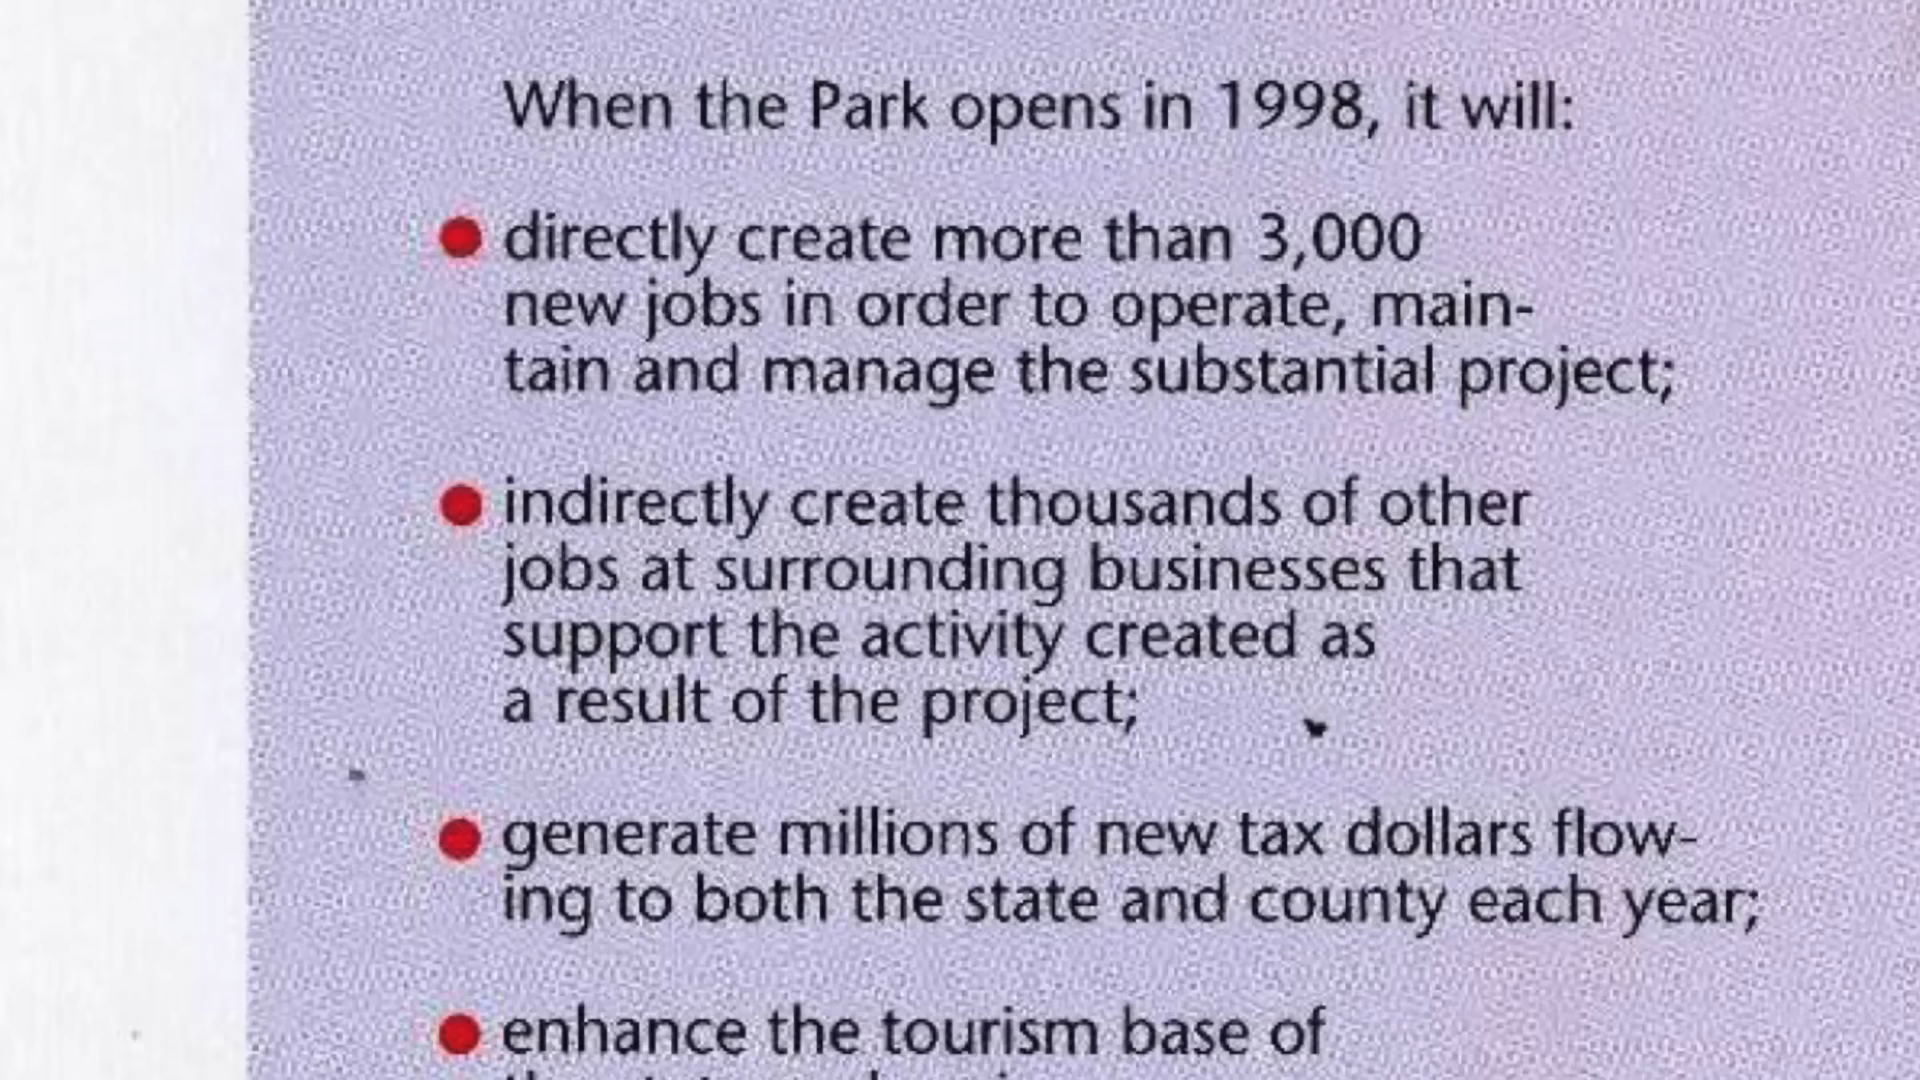 When the Park opens in 1998, it will:
● directly create more than 3,000
new jobs in order to operate, main-
tain and manage the substantial project;
● indirectly create thousands of other
jobs at surrounding businesses that
support the activity created as
a result of the project;
● generate millions of new tax dollars flow-
ing to both the state and county each year;
● enhance the tourism base of